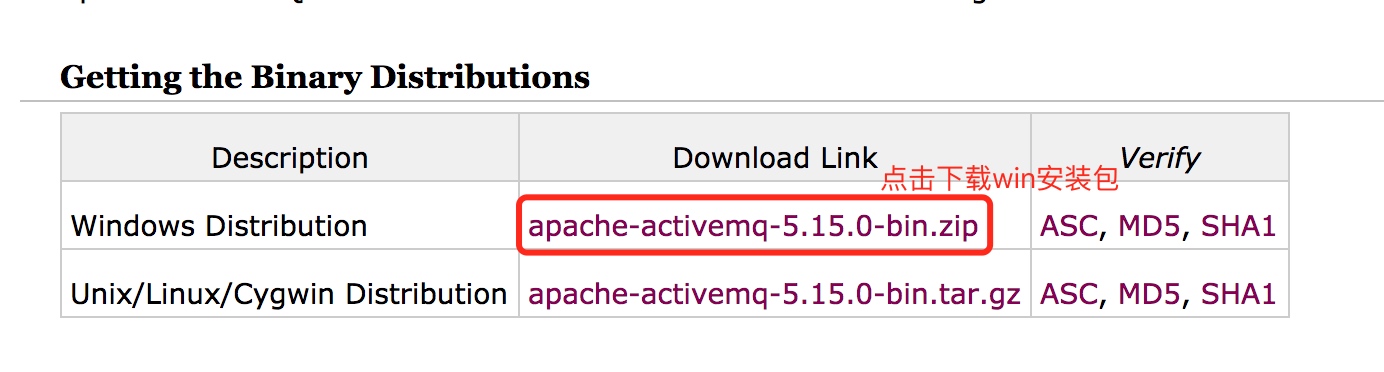 Getting the Binary Distributions
Description Download Link Verify
点击下载win安装包
Windows Distribution apache-activemq-5.15.0-bin.zip ASC, MD5, SHA1
Unix/Linux/Cygwin Distribution apache-activemq-5.15.0-bin.tar.gz ASC, MD5, SHA1